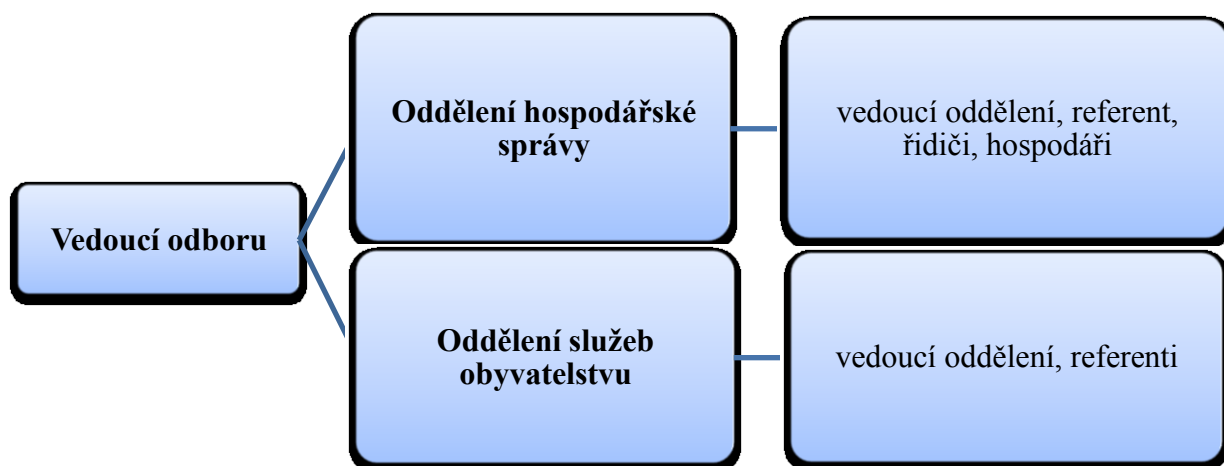 Vedoucí odboru
Oddělení hospodářské
správy
vedoucí oddělení, referent,
řidiči, hospodáři
Oddělení služeb
obyvatelstvu
vedoucí oddělení, referenti